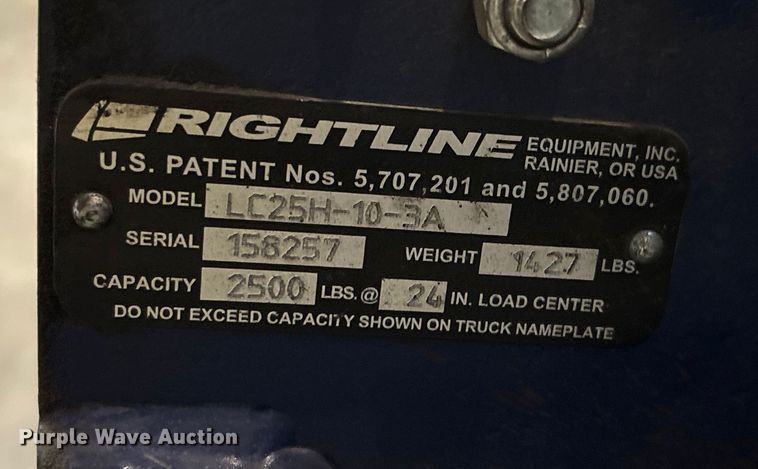 RIGHTLINE EQUIPMENT, INC.
RAINIER, OR USA
U.S. PATENT Nos. 5,707,201 and 5,807,060.
MODEL LC25H-10-3A
SERIAL 158257 WEIGHT 1427 LBS.
CAPACITY 2500 LBS.@ 24 IN. LOAD CENTER
DO NOT EXCEED CAPACITY SHOWN ON TRUCK NAMEPLATE
Purple Wave Auction